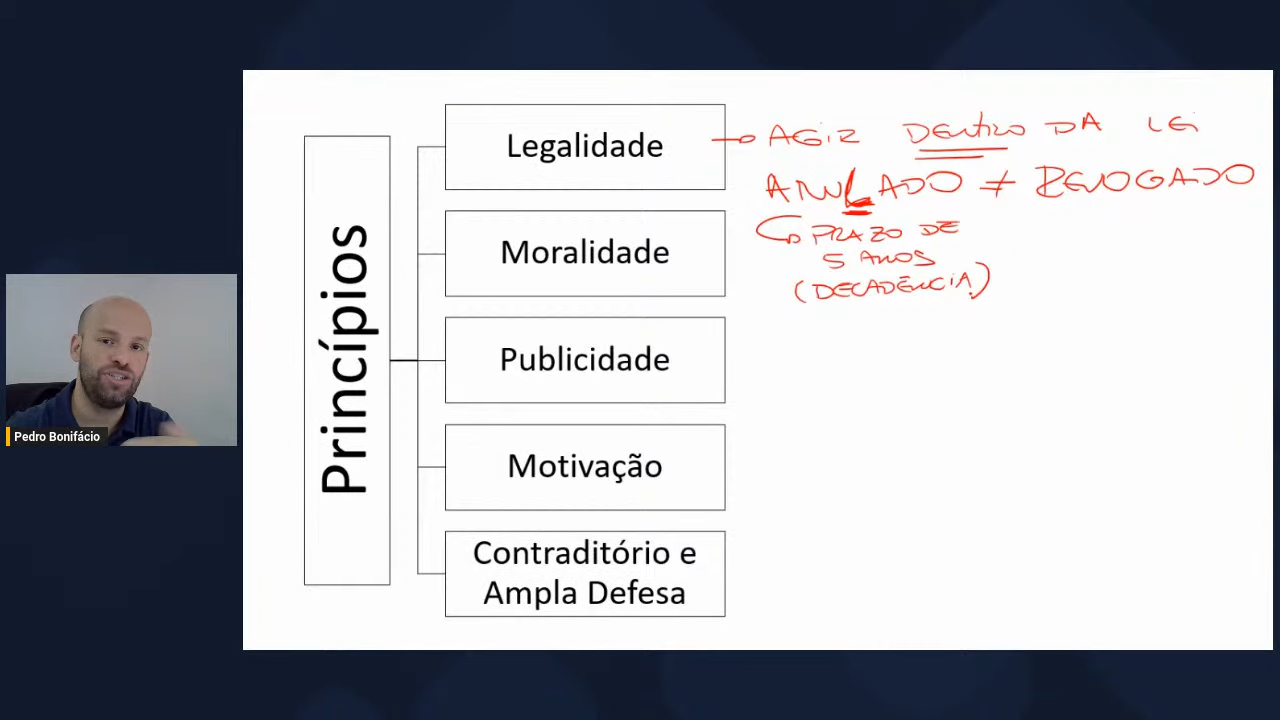 Princípios
Legalidade
Moralidade
Publicidade
Motivação
Contraditório e
Ampla Defesa
AGIR DENTRO DA LEI
ANULADO ≠ REVOGADO
PRAZO DE
5 ANOS
(DECADÊNCIA)
Pedro Bonifácio